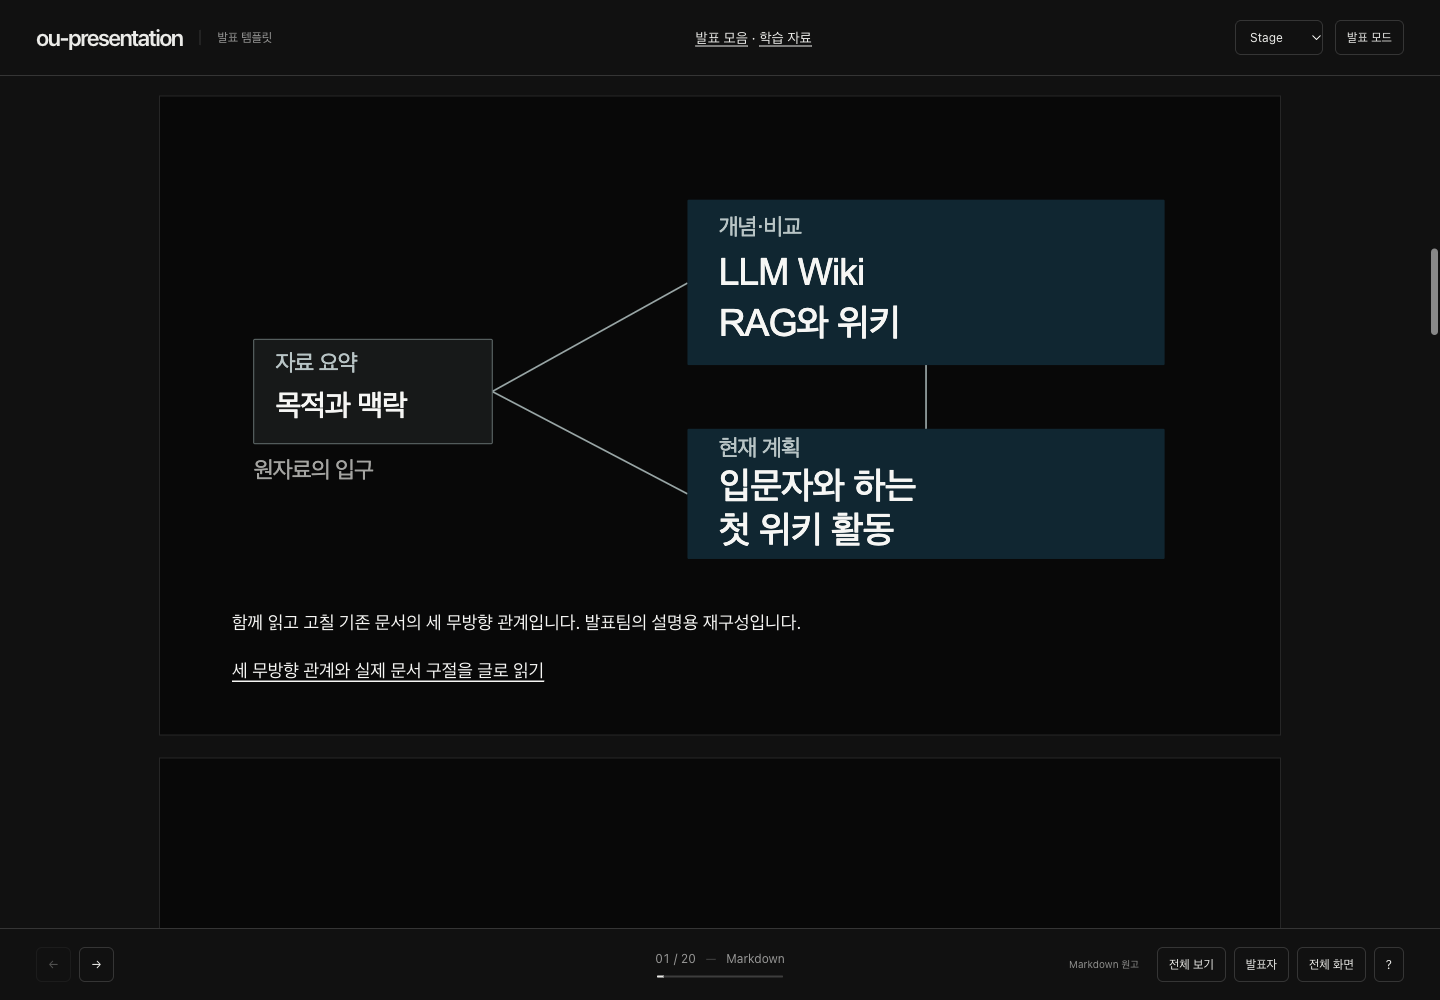 ou-presentation
발표 템플릿
발표 모음 · 학습 자료
Stage
발표 모드
개념·비교
LLM Wiki
RAG와 위키
자료 요약
목적과 맥락
원자료의 입구
현재 계획
입문자와 하는
첫 위키 활동
함께 읽고 고칠 기존 문서의 세 무방향 관계입니다. 발표팀의 설명용 재구성입니다.
세 무방향 관계와 실제 문서 구절을 글로 읽기
←
→
01 / 20 — Markdown
Markdown 원고
전체 보기
발표자
전체 화면
?